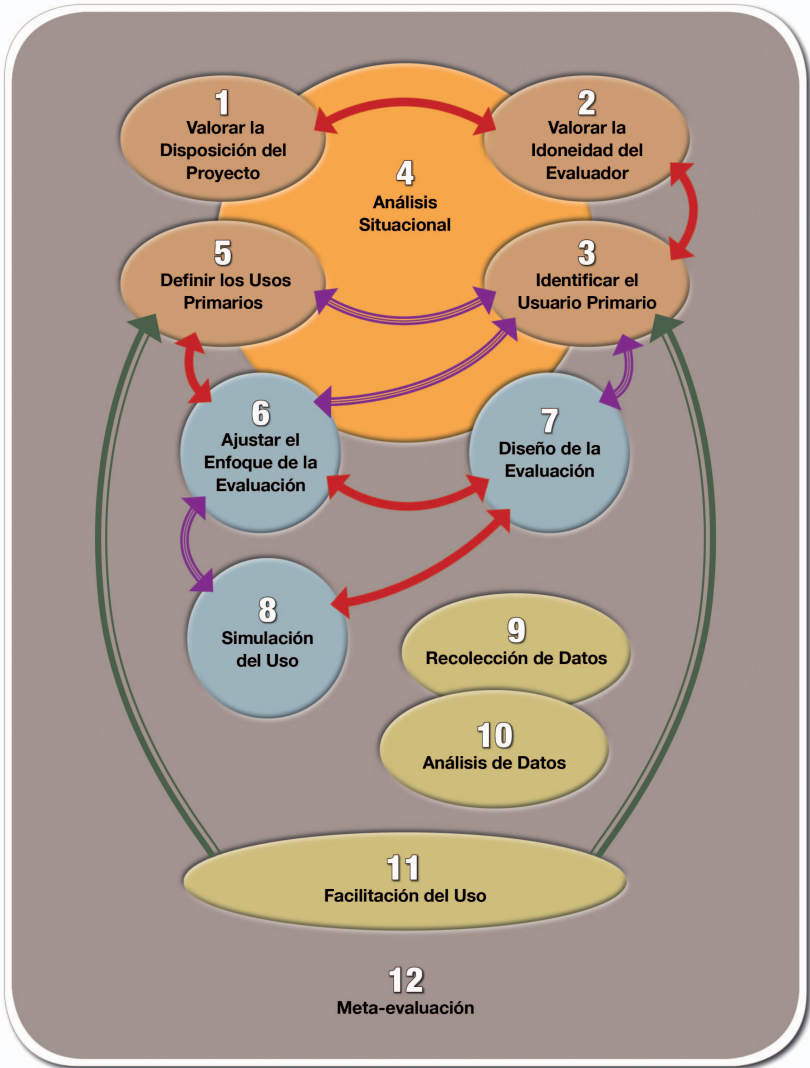 1
Valorar la
Disposición del
Proyecto
2
Valorar la
Idoneidad del
Evaluador
4
Análisis
Situacional
5
Definir los Usos
Primarios
3
Identificar el
Usuario Primario
6
Ajustar el
Enfoque de la
Evaluación
7
Diseño de la
Evaluación
8
Simulación
del Uso
9
Recolección de Datos
10
Análisis de Datos
11
Facilitación del Uso
12
Meta-evaluación